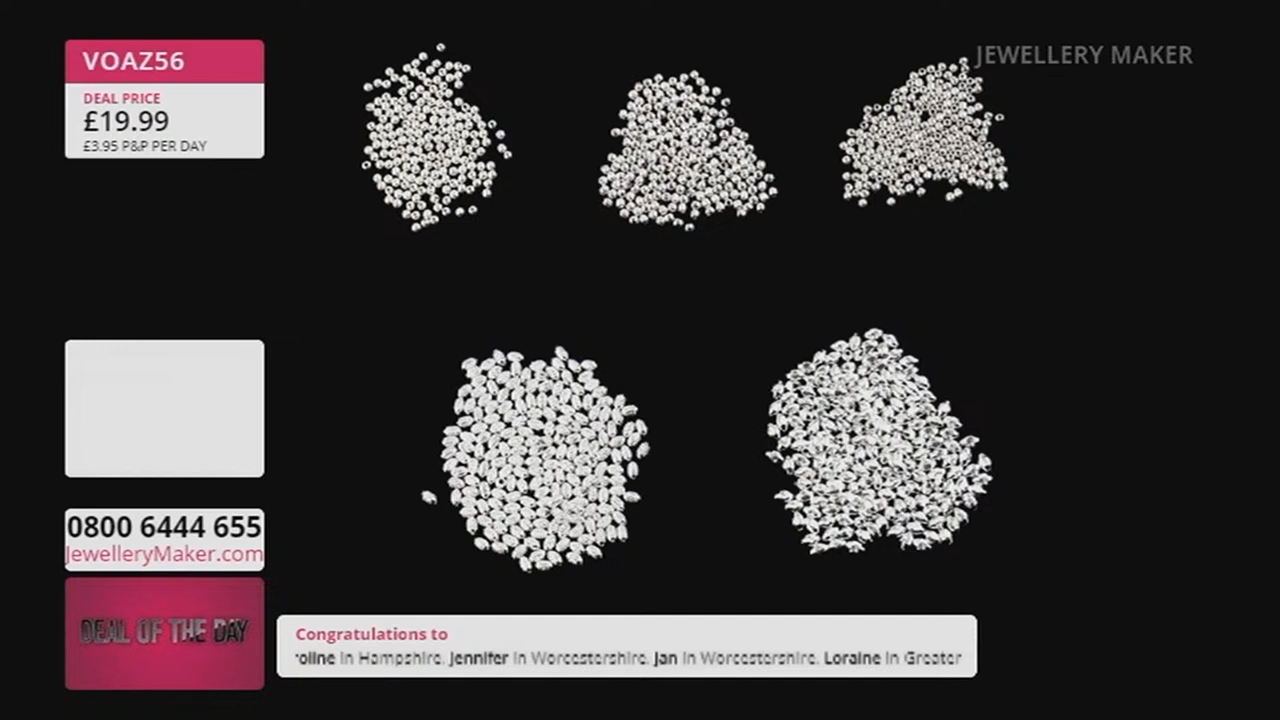 VOAZ56
DEAL PRICE
£19.99
£3.95 P&P PER DAY
JEWELLERY MAKER
0800 6444 655
JewelleryMaker.com
DEAL OF THE DAY
Congratulations to
roline in Hampshire. Jennifer in Worcestershire. Jan in Worcestershire. Loraine in Greater